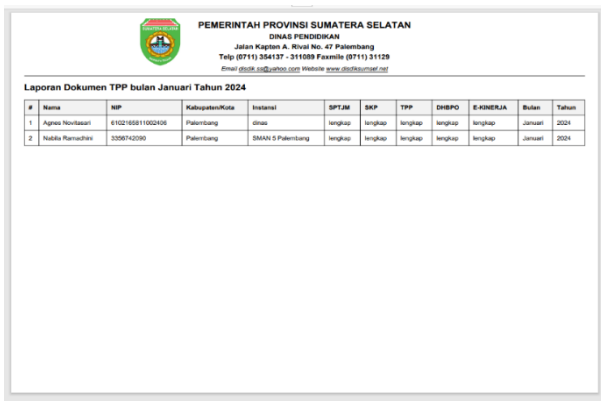 SUMATERA SELATAN
PEMERINTAH PROVINSI SUMATERA SELATAN
DINAS PENDIDIKAN
Jalan Kapten A. Rivai No. 47 Palembang
Telp (0711) 354137 - 311089 Faxmile (0711) 31129
Email disdik.ss@yahoo.com Website www.disdiksumsel.net
Laporan Dokumen TPP bulan Januari Tahun 2024
# Nama NIP Kabupaten/Kota Instansi SPTJM SKP TPP DHBPO E-KINERJA Bulan Tahun
1 Agnes Novitasari 6102165811002406 Palembang dinas lengkap lengkap lengkap lengkap lengkap Januari 2024
2 Nabila Ramachini 3356742090 Palembang SMAN 5 Palembang lengkap lengkap lengkap lengkap lengkap Januari 2024